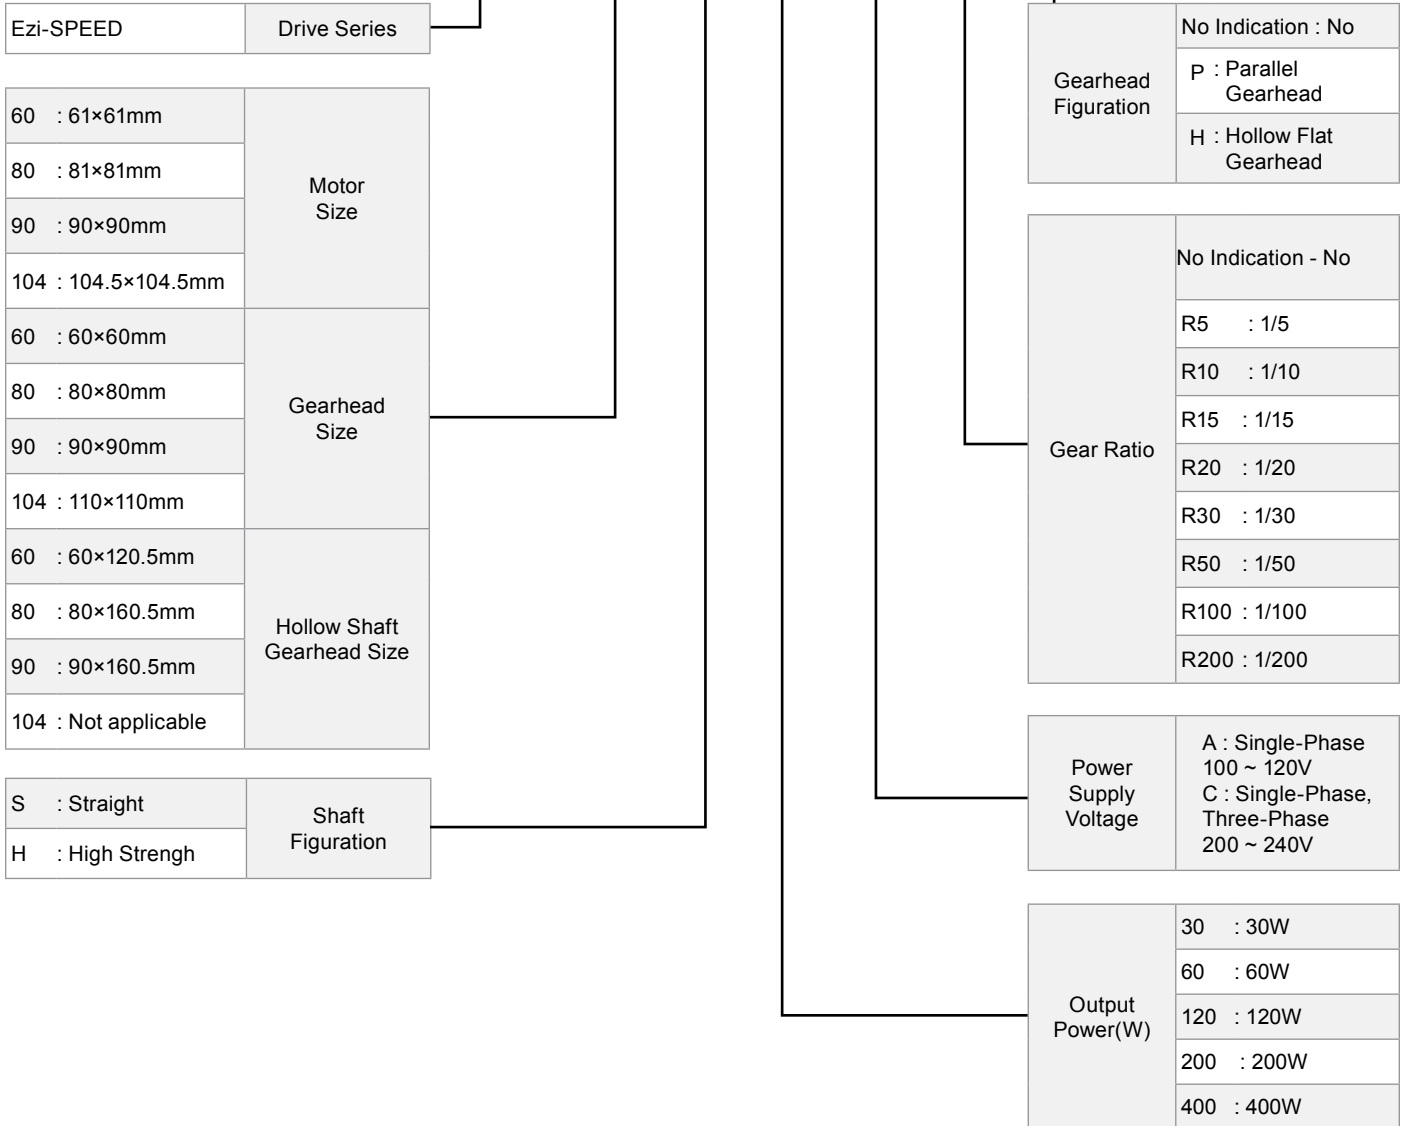 Ezi-SPEED Drive Series
60 : 61×61mm
80 : 81×81mm
90 : 90×90mm
104 : 104.5×104.5mm
Motor
Size
60 : 60×60mm
80 : 80×80mm
90 : 90×90mm
104 : 110×110mm
Gearhead
Size
60 : 60×120.5mm
80 : 80×160.5mm
90 : 90×160.5mm
104 : Not applicable
Hollow Shaft
Gearhead Size
S : Straight
H : High Strengh
Shaft
Figuration
Gearhead
Figuration
No Indication : No
P : Parallel
Gearhead
H : Hollow Flat
Gearhead
Gear Ratio
No Indication - No
R5 : 1/5
R10 : 1/10
R15 : 1/15
R20 : 1/20
R30 : 1/30
R50 : 1/50
R100 : 1/100
R200 : 1/200
Power
Supply
Voltage
A : Single-Phase
100 ~ 120V
C : Single-Phase,
Three-Phase
200 ~ 240V
Output
Power(W)
30 : 30W
60 : 60W
120 : 120W
200 : 200W
400 : 400W